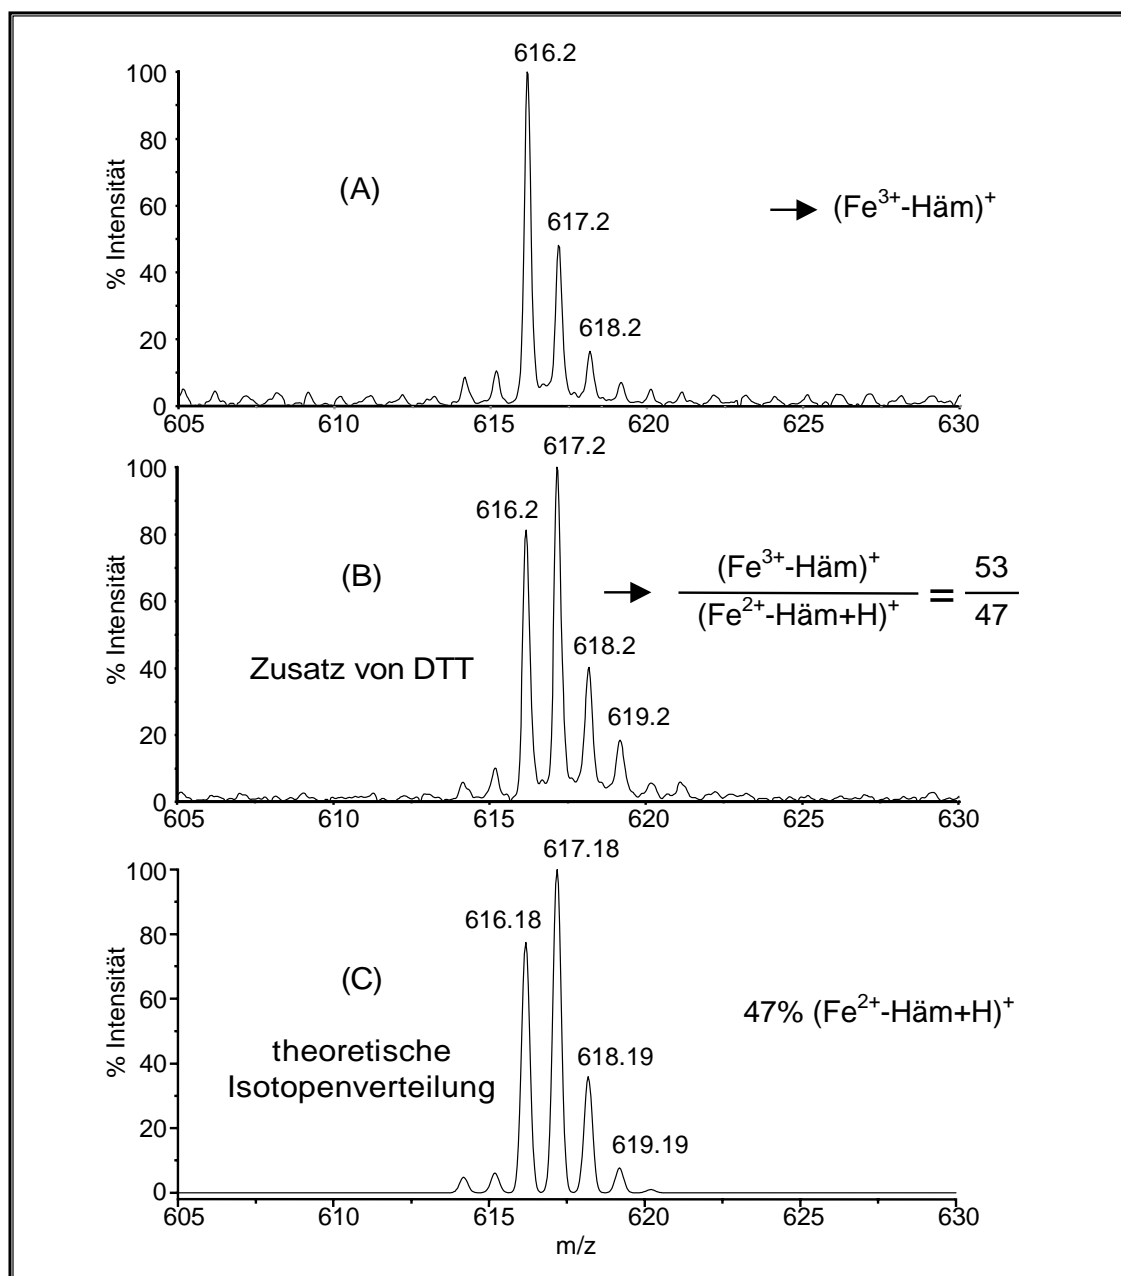 616.2
100
80
(A)
(Fe³⁺-Häm)⁺
60
617.2
% Intensität
40
618.2
20
0
605 610 615 620 625 630
617.2
100
616.2
80
(B)
(Fe³⁺-Häm)⁺
53
=
(Fe²⁺-Häm+H)⁺
47
60
% Intensität
618.2
Zusatz von DTT
40
619.2
20
0
605 610 615 620 625 630
617.18
100
616.18
80
(C)
47% (Fe²⁺-Häm+H)⁺
60
% Intensität
theoretische
618.19
40
Isotopenverteilung
20
619.19
0
605 610 615 620 625 630
m/z